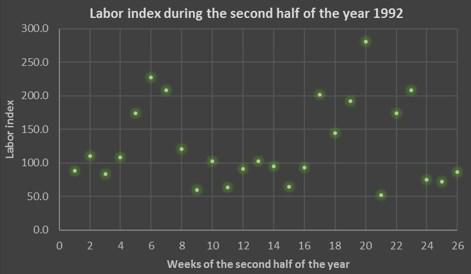 Labor index during the second half of the year 1992
300.0
250.0
200.0
150.0
100.0
50.0
0.0
Labor index
0 2 4 6 8 10 12 14 16 18 20 22 24 26
Weeks of the second half of the year